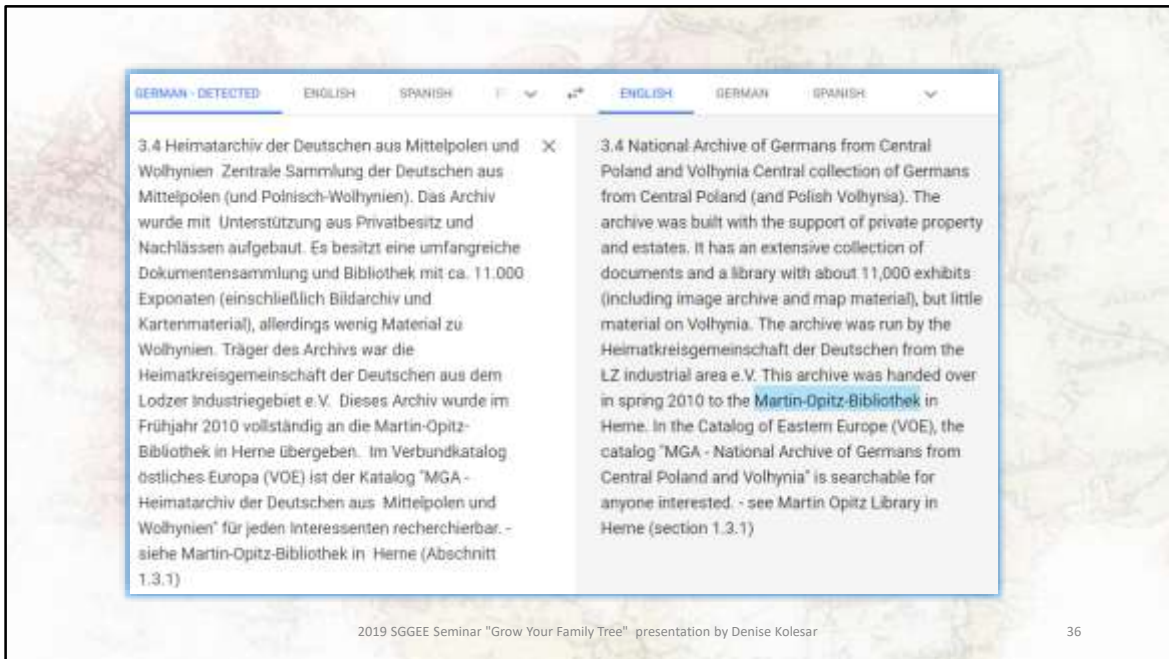 GERMAN - DETECTED ENGLISH SPANISH
ENGLISH GERMAN SPANISH
3.4 Heimatarchiv der Deutschen aus Mittelpolen und
Wolhynien Zentrale Sammlung der Deutschen aus
Mittelpolen (und Polnisch-Wolhynien). Das Archiv
wurde mit Unterstützung aus Privatbesitz und
Nachlässen aufgebaut. Es besitzt eine umfangreiche
Dokumentensammlung und Bibliothek mit ca. 11.000
Exponaten (einschließlich Bildarchiv und
Kartenmaterial), allerdings wenig Material zu
Wolhynien. Träger des Archivs war die
Heimatkreisgemeinschaft der Deutschen aus dem
Lodzer Industriegebiet e.V. Dieses Archiv wurde im
Frühjahr 2010 vollständig an die Martin-Opitz-
Bibliothek in Herne übergeben. Im Verbundkatalog
östliches Europa (VOE) ist der Katalog "MGA -
Heimatarchiv der Deutschen aus Mittelpolen und
Wolhynien" für jeden Interessenten recherchierbar. -
siehe Martin-Opitz-Bibliothek in Herne (Abschnitt
1.3.1)
3.4 National Archive of Germans from Central
Poland and Volhynia Central collection of Germans
from Central Poland (and Polish Volhynia). The
archive was built with the support of private property
and estates. It has an extensive collection of
documents and a library with about 11,000 exhibits
(including image archive and map material), but little
material on Volhynia. The archive was run by the
Heimatkreisgemeinschaft der Deutschen from the
ŁZ industrial area e.V. This archive was handed over
in spring 2010 to the Martin-Opitz-Bibliothek in
Herne. In the Catalog of Eastern Europe (VOE), the
catalog "MGA - National Archive of Germans from
Central Poland and Volhynia" is searchable for
anyone interested. - see Martin Opitz Library in
Herne (section 1.3.1)
2019 SGGEE Seminar "Grow Your Family Tree" presentation by Denise Kolesar
36